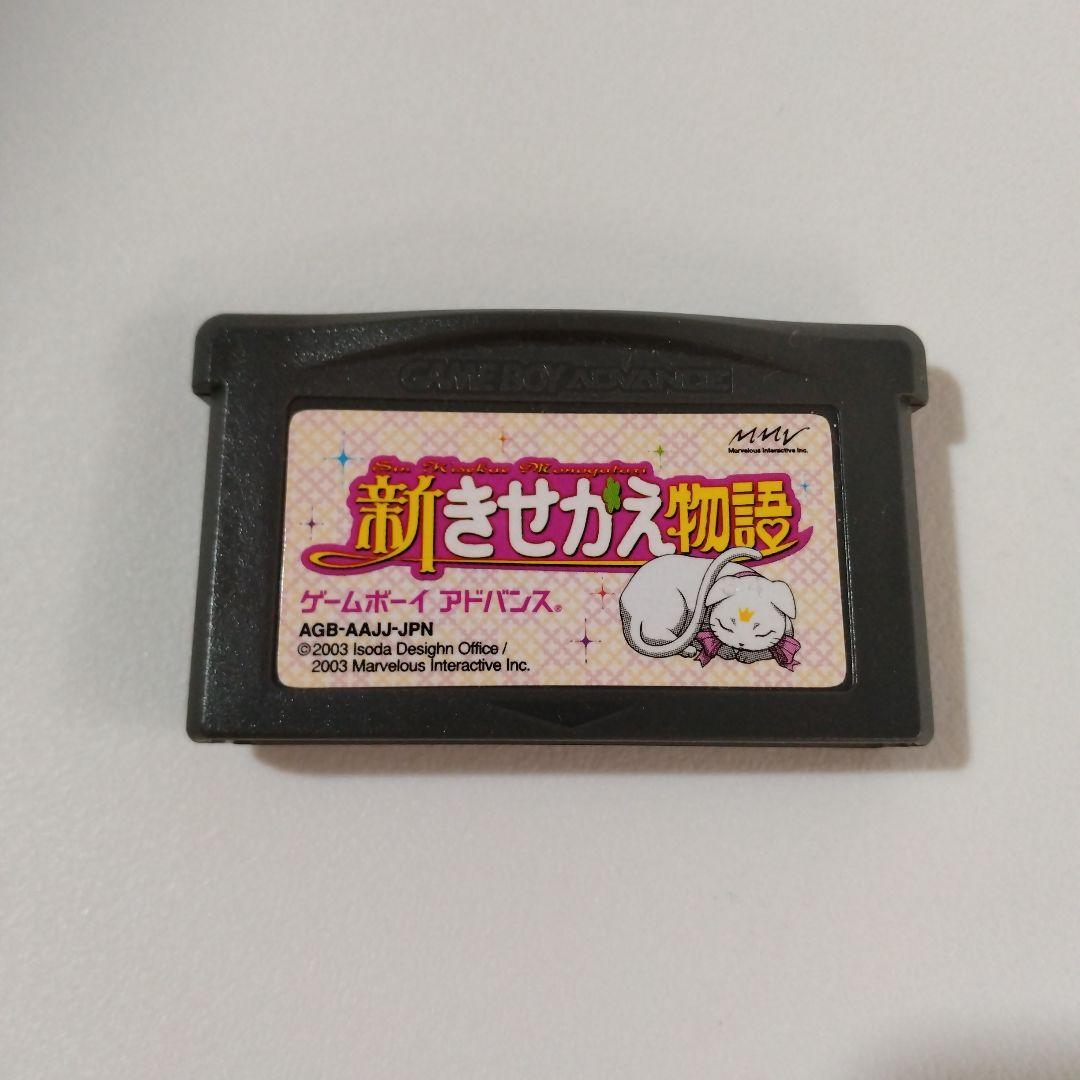 GAME BOY ADVANCE
MMV
Marvelous Interactive Inc.
Sin Kisekae Monogatari
新きせかえ物語
ゲームボーイ アドバンス®
AGB-AAJJ-JPN
©2003 Isoda Desighn Office /
2003 Marvelous Interactive Inc.